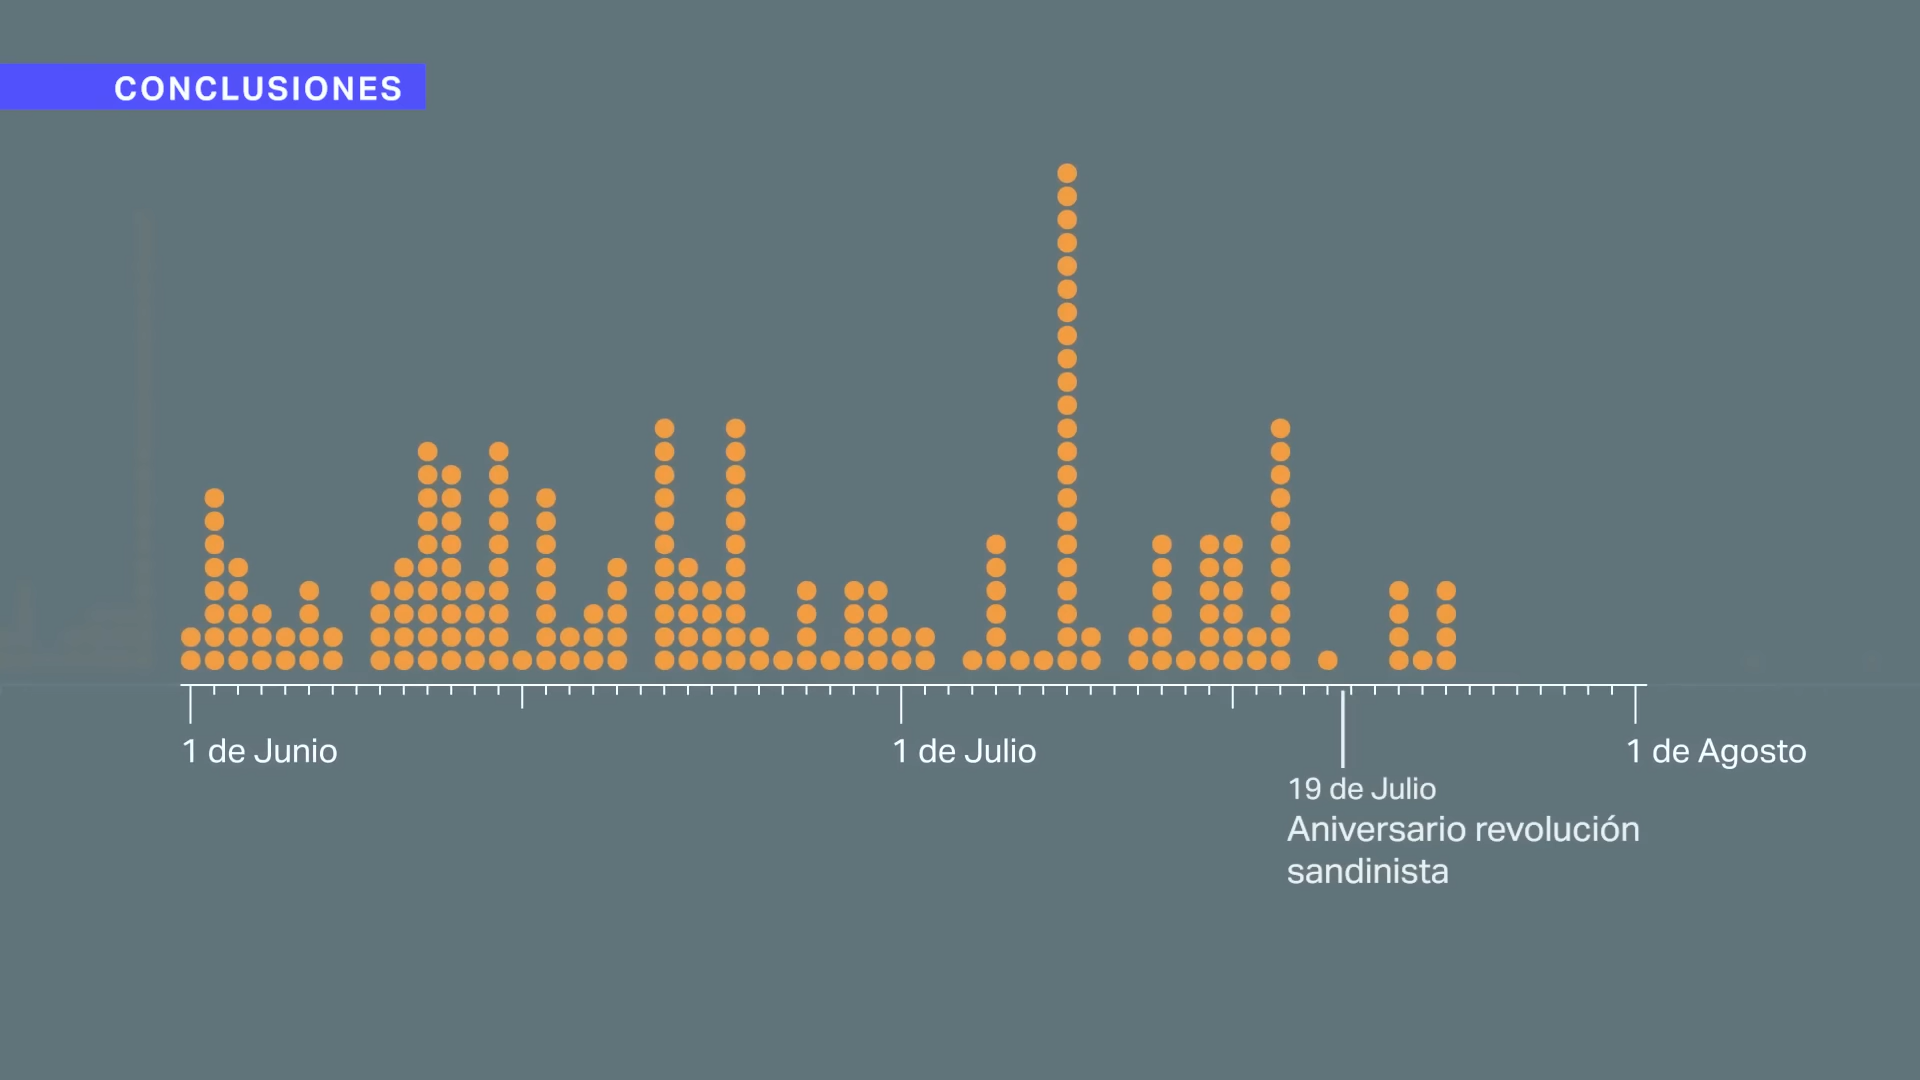 CONCLUSIONES
1 de Junio
1 de Julio
1 de Agosto
19 de Julio
Aniversario revolución
sandinista